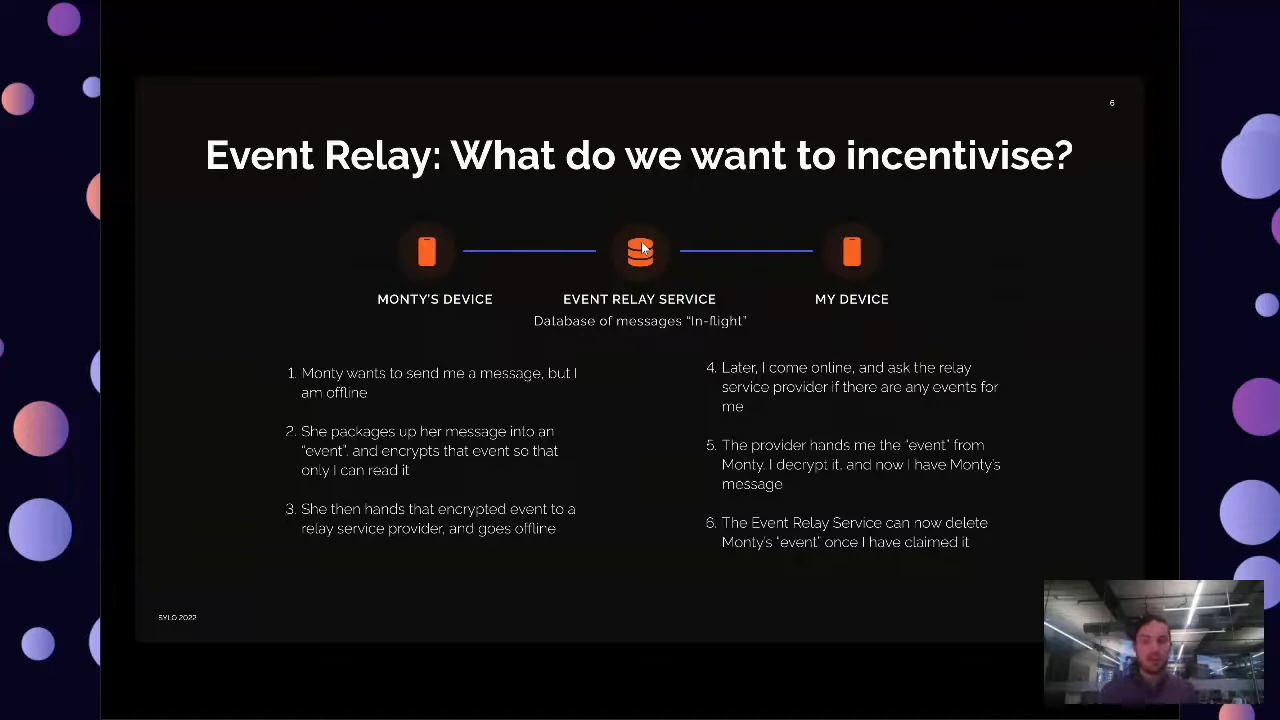 6
Event Relay: What do we want to incentivise?
MONTY'S DEVICE
EVENT RELAY SERVICE
MY DEVICE
Database of messages “In-flight”
1. Monty wants to send me a message, but I
am offline
2. She packages up her message into an
“event”, and encrypts that event so that
only I can read it
3. She then hands that encrypted event to a
relay service provider, and goes offline
4. Later, I come online, and ask the relay
service provider if there are any events for
me
5. The provider hands me the “event” from
Monty. I decrypt it, and now I have Monty's
message
6. The Event Relay Service can now delete
Monty's “event” once I have claimed it
SYLO 2022